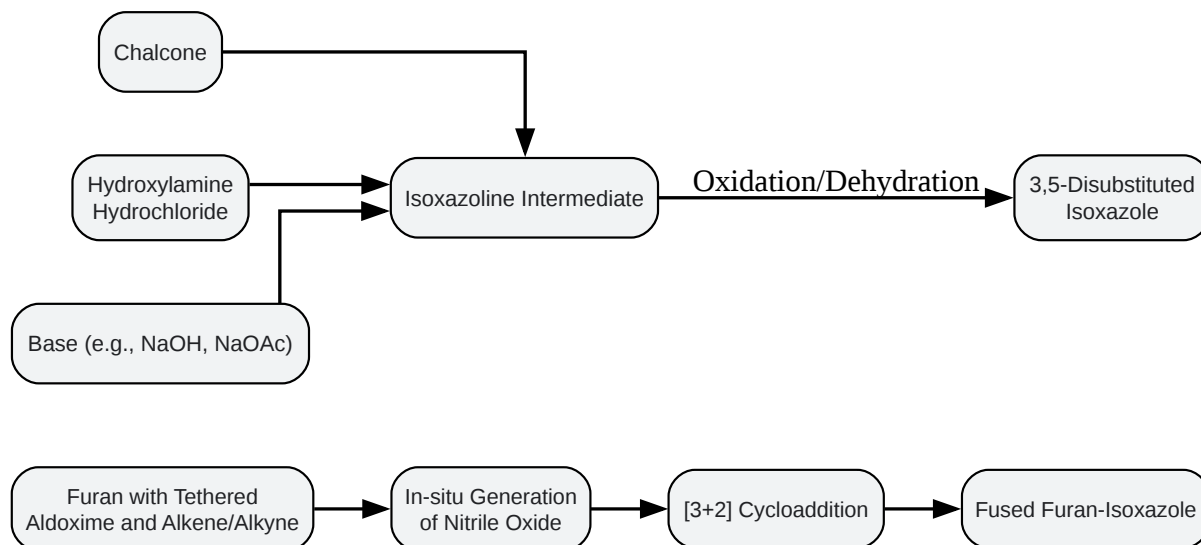 Chalcone
Hydroxylamine
Hydrochloride
Isoxazoline Intermediate
Oxidation/Dehydration
3,5-Disubstituted
Isoxazole
Base (e.g., NaOH, NaOAc)
Furan with Tethered
Aldoxime and Alkene/Alkyne
In-situ Generation
of Nitrile Oxide
[3+2] Cycloaddition
Fused Furan-Isoxazole